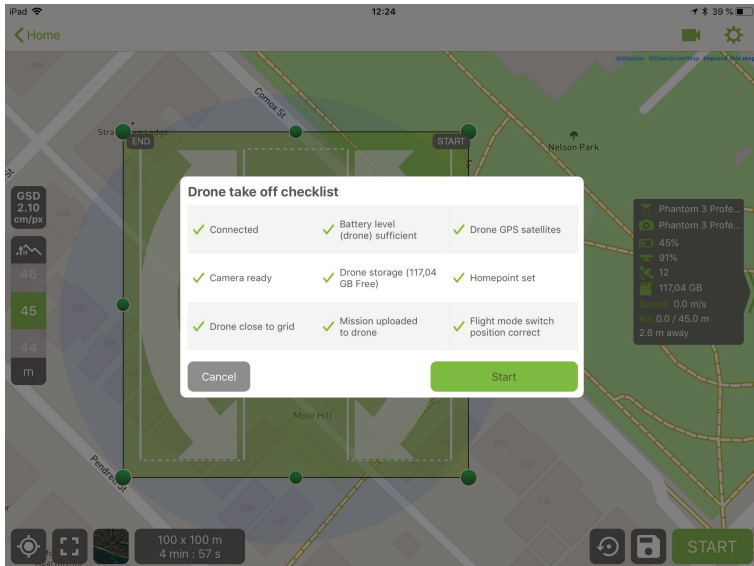 iPad
12:24
39 %
Home
©Mapbox ©OpenStreetMap Improve this map
Comox St
END
START
Nelson Park
GSD
2.10
cm/px
46
45
44
m
Drone take off checklist
Connected
Battery level
(drone) sufficient
Drone GPS satellites
Camera ready
Drone storage (117,04
GB Free)
Homepoint set
Drone close to grid
Mission uploaded
to drone
Flight mode switch
position correct
Cancel
Start
Phantom 3 Profe...
Phantom 3 Profe...
45%
91%
12
117,04 GB
Speed: 0.0 m/s
Alt: 0.0 / 45.0 m
2.6 m away
Mole Hill
Pendrell St
100 x 100 m
4 min : 57 s
START